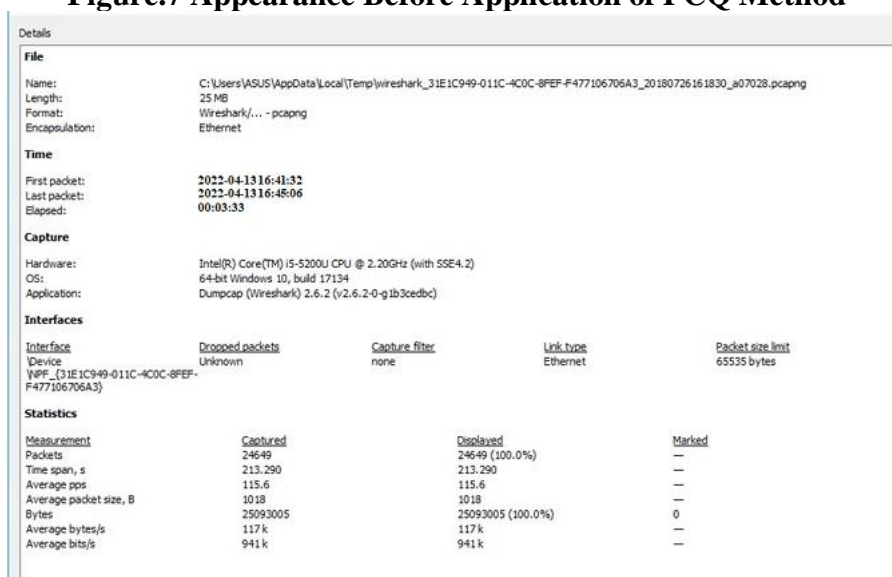 Figure.7 Appearance Before Application of PCQ Method
Details
File
Name: C:\Users\ASUS\AppData\Local\Temp\wireshark_31E1C949-011C-4C0C-8FEF-F477106706A3_20180726161830_a07028.pcapng
Length: 25 MB
Format: Wireshark/... - pcapng
Encapsulation: Ethernet
Time
First packet: 2022-04-1316:41:32
Last packet: 2022-04-1316:45:06
Elapsed: 00:03:33
Capture
Hardware: Intel(R) Core(TM) i5-5200U CPU @ 2.20GHz (with SSE4.2)
OS: 64-bit Windows 10, build 17134
Application: Dumpcap (Wireshark) 2.6.2 (v2.6.2-0-g1b3cedbc)
Interfaces
Interface Dropped packets Capture filter Link type Packet size limit
\Device Unknown none Ethernet 65535 bytes
\NPF_{31E1C949-011C-4C0C-8FEF-
F477106706A3}
Statistics
Measurement Captured Displayed Marked
Packets 24649 24649 (100.0%) —
Time span, s 213.290 213.290 —
Average pps 115.6 115.6 —
Average packet size, B 1018 1018 —
Bytes 25093005 25093005 (100.0%) 0
Average bytes/s 117 k 117 k —
Average bits/s 941 k 941 k —